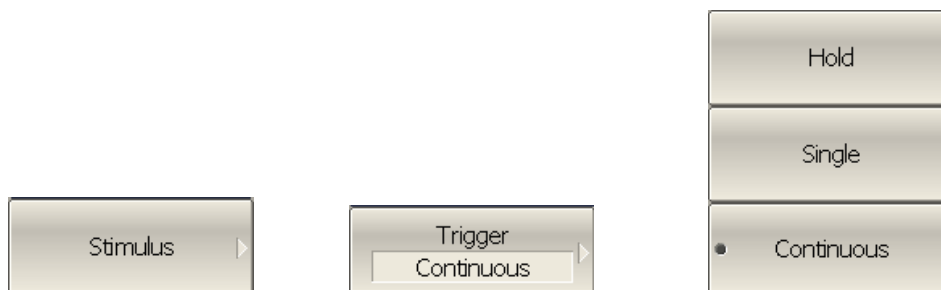 Stimulus
Trigger
Continuous
Hold
Single
Continuous